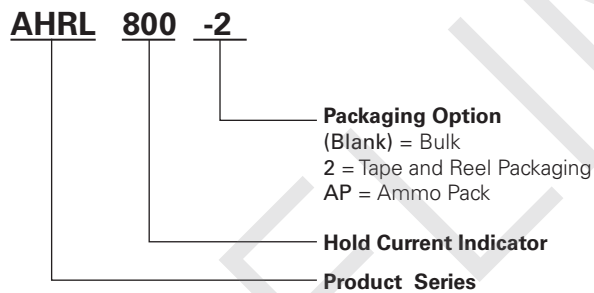 AHRL 800 -2
Packaging Option
(Blank) = Bulk
2 = Tape and Reel Packaging
AP = Ammo Pack
Hold Current Indicator
Product Series